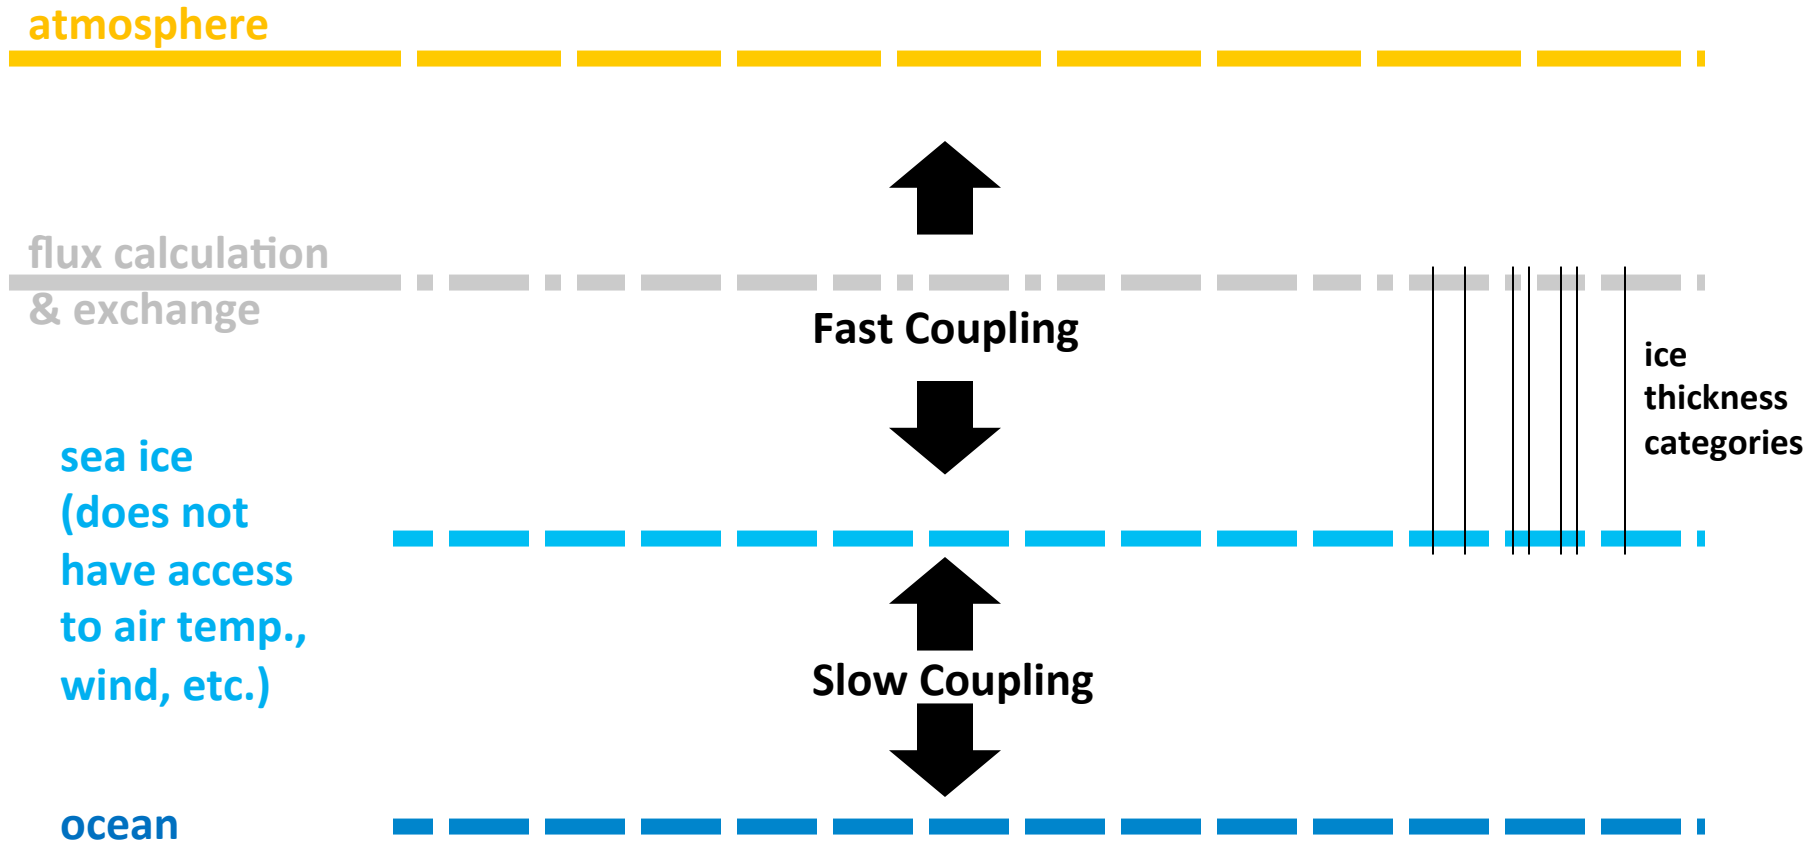 atmosphere
flux calculation
& exchange
Fast Coupling
ice
thickness
categories
sea ice
(does not
have access
to air temp.,
wind, etc.)
Slow Coupling
ocean